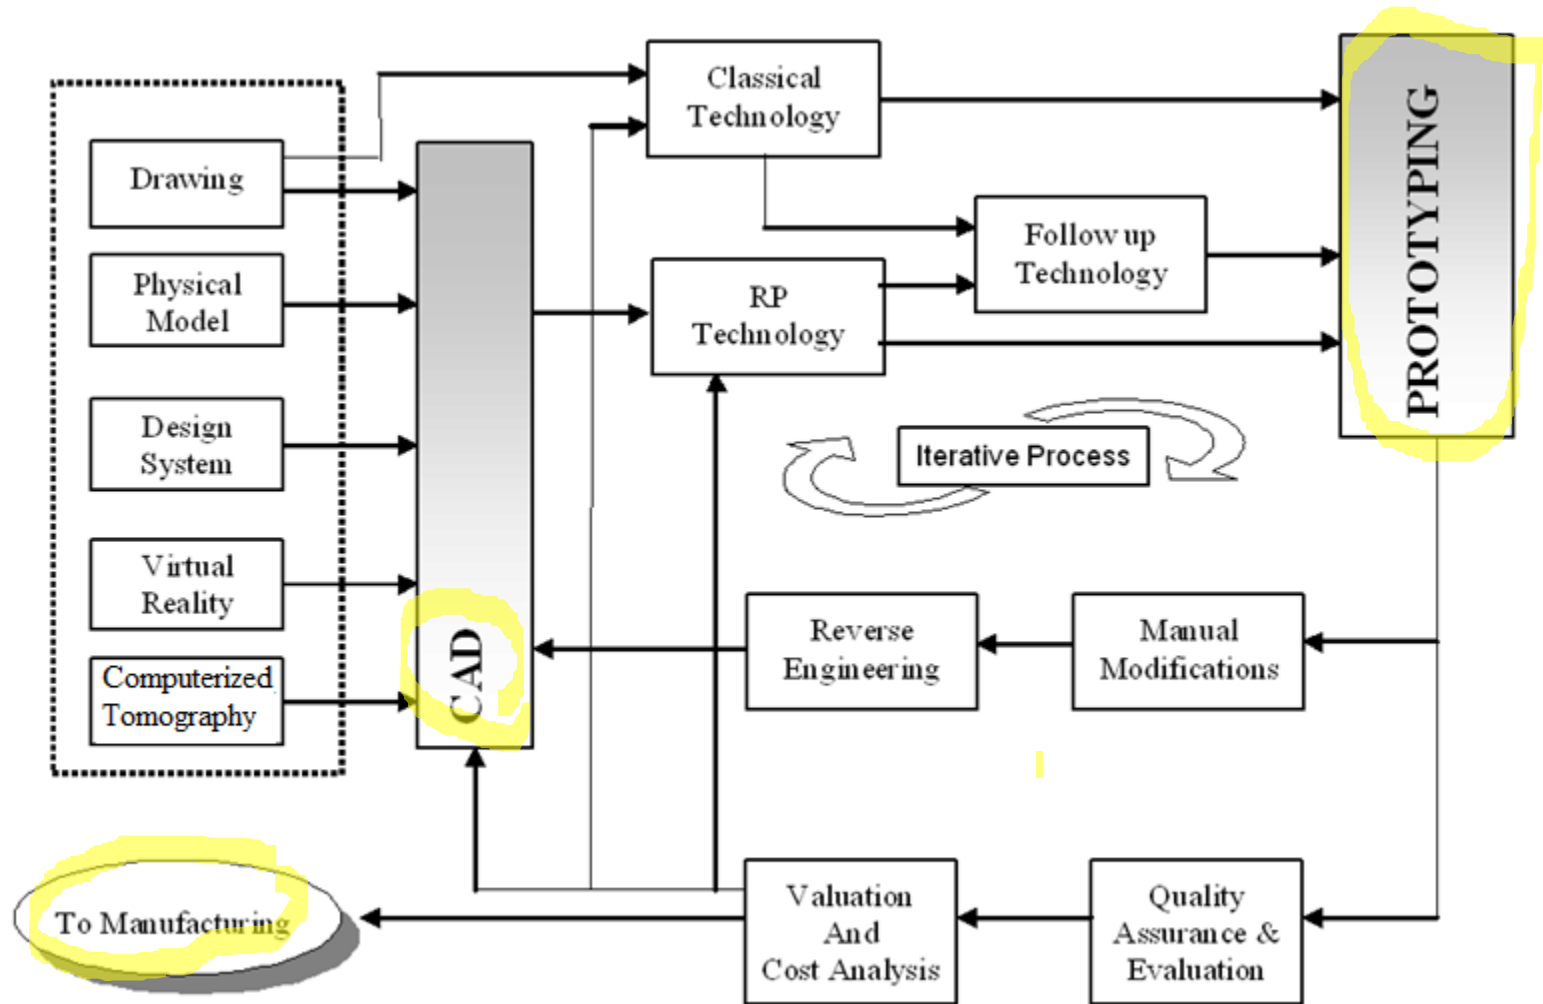 Drawing
Physical
Model
Design
System
Virtual
Reality
Computerized
Tomography
CAD
Classical
Technology
RP
Technology
Follow up
Technology
PROTOTYPING
Iterative Process
Reverse
Engineering
Manual
Modifications
To Manufacturing
Valuation
And
Cost Analysis
Quality
Assurance &
Evaluation